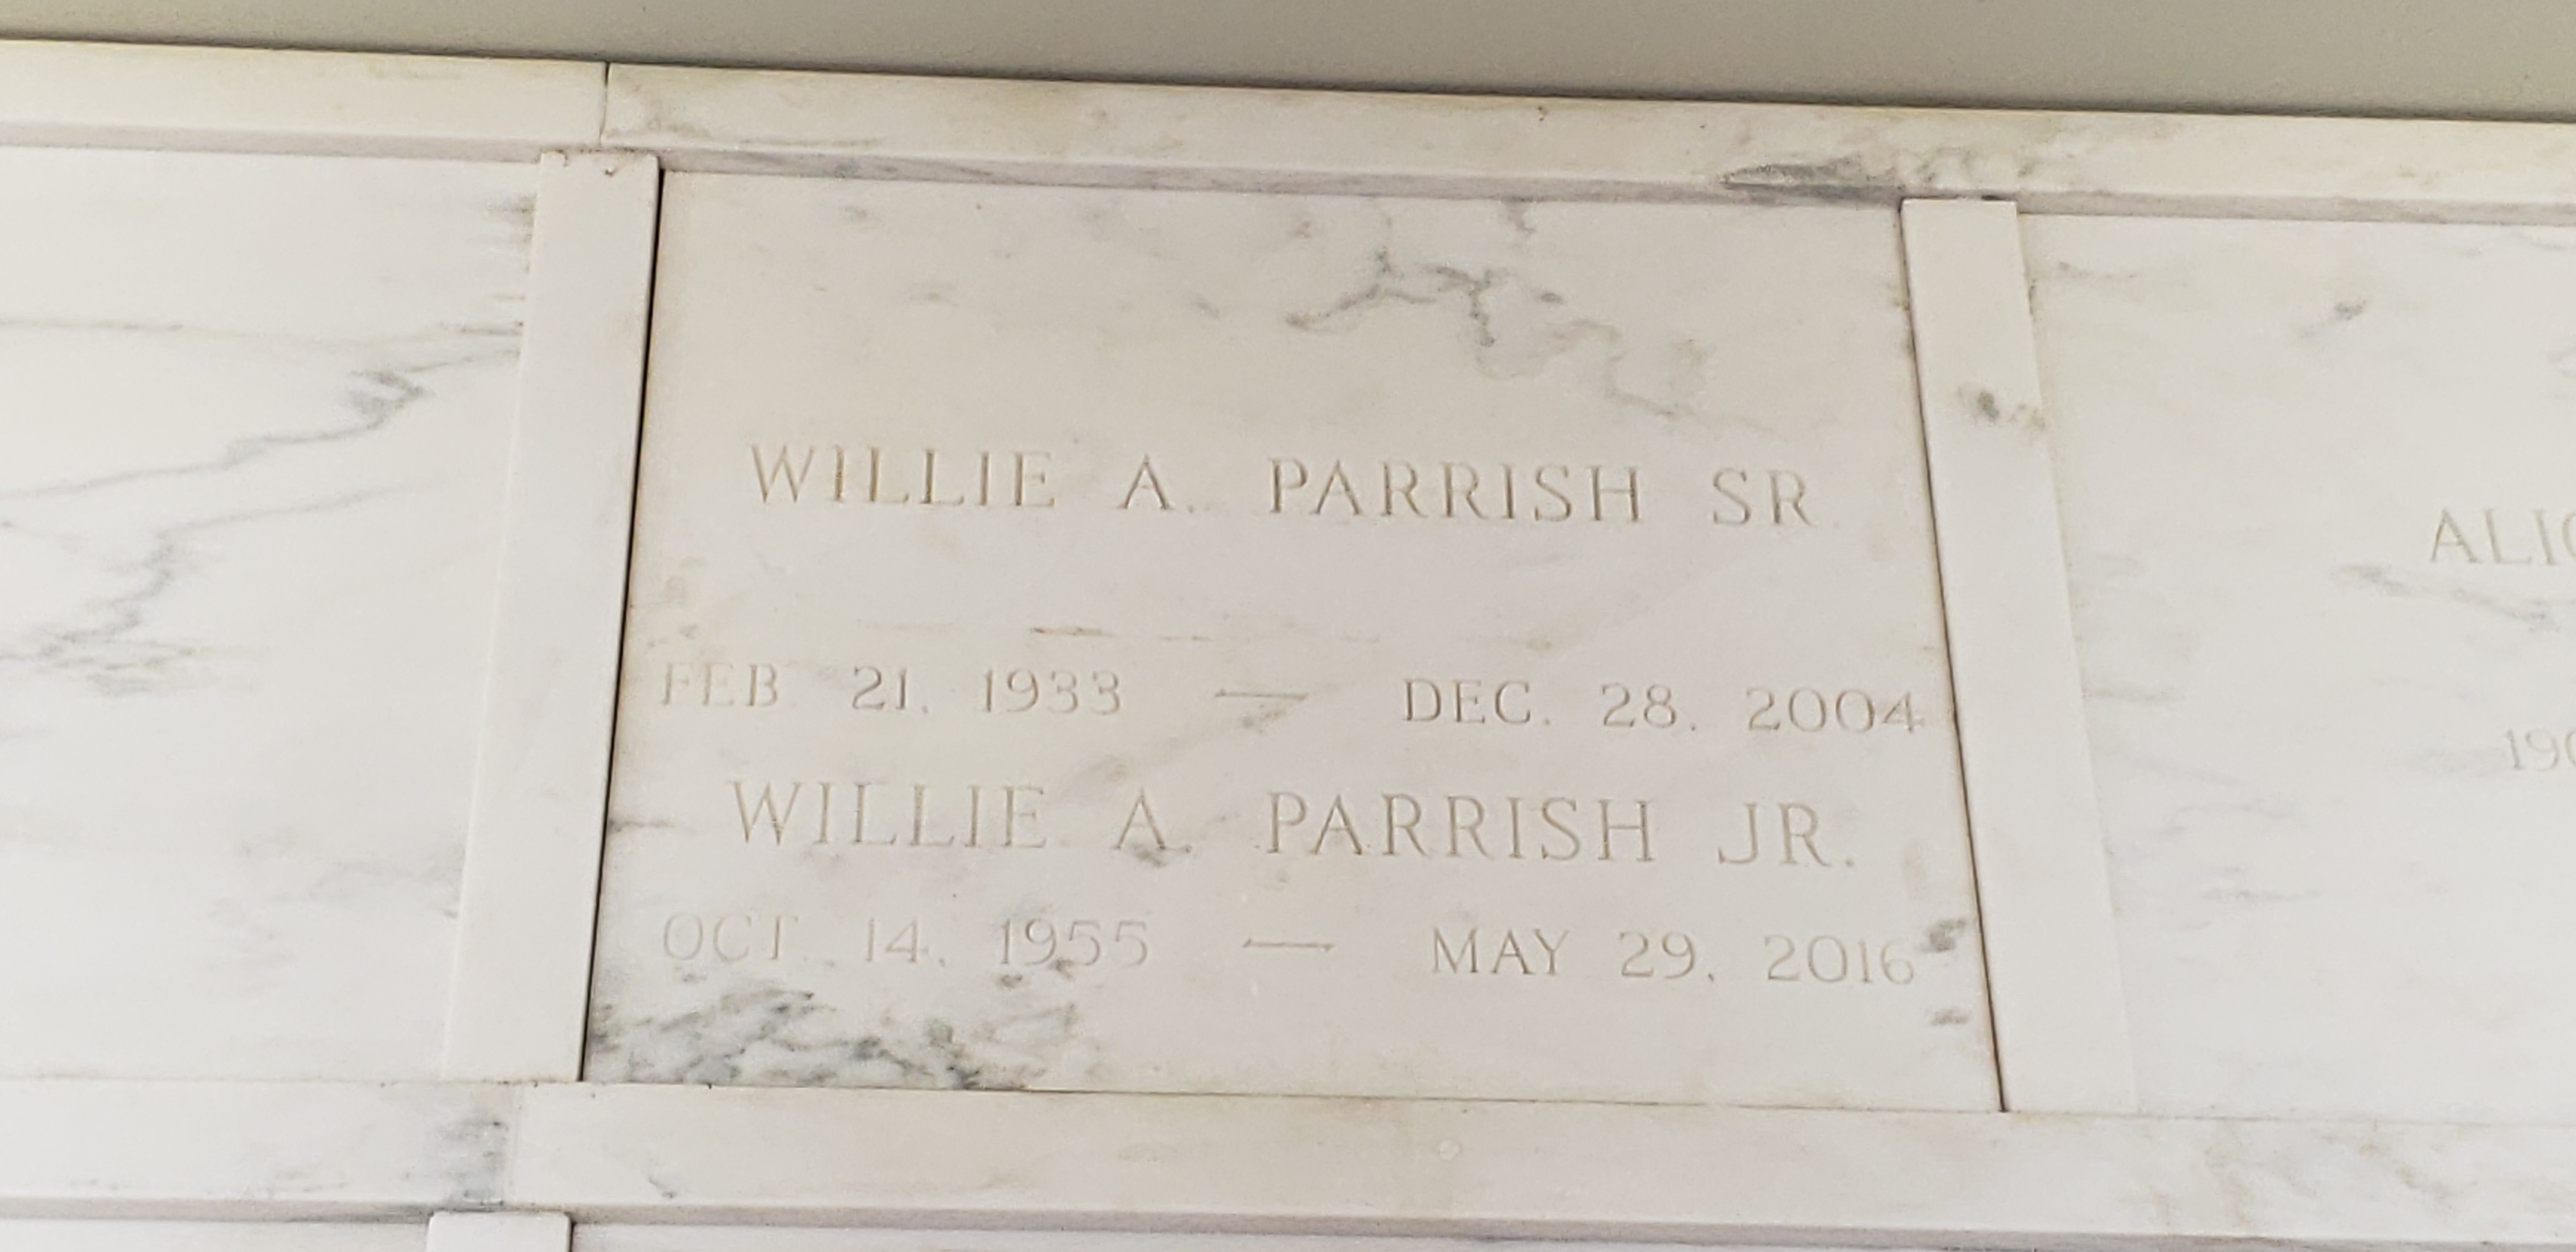 WILLIE A. PARRISH SR.
FEB. 21, 1933 — DEC. 28, 2004
WILLIE A. PARRISH JR.
OCT. 14, 1955 — MAY 29, 2016